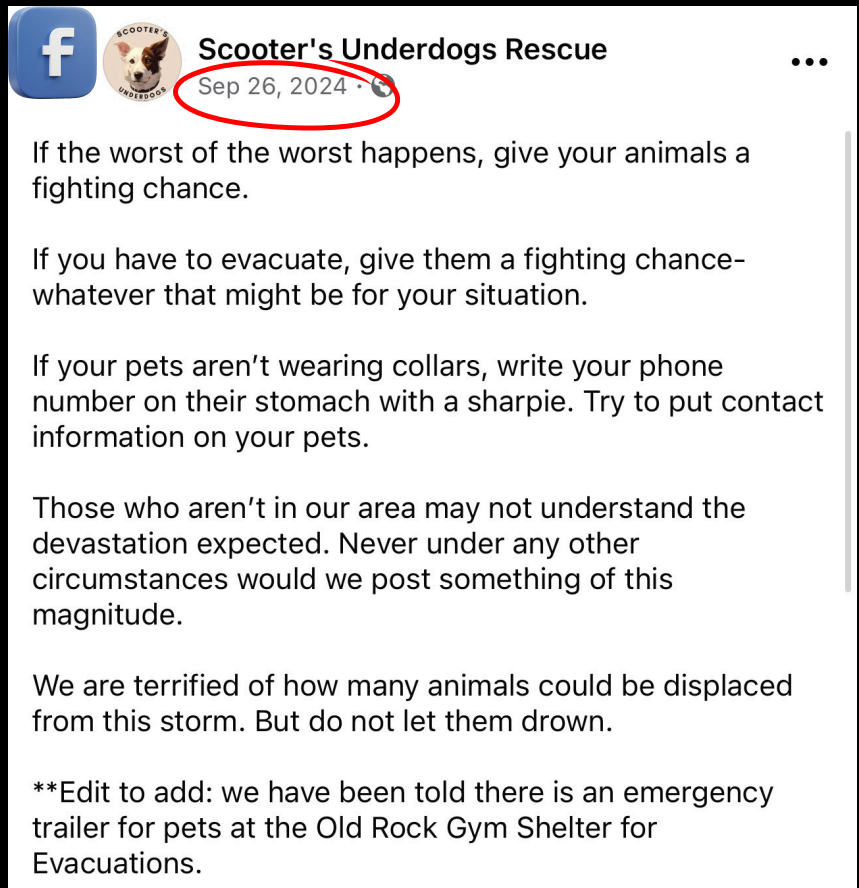 f
SCOOTER'S
UNDERDOGS
Scooter's Underdogs Rescue
Sep 26, 2024 ·
If the worst of the worst happens, give your animals a
fighting chance.
If you have to evacuate, give them a fighting chance-
whatever that might be for your situation.
If your pets aren’t wearing collars, write your phone
number on their stomach with a sharpie. Try to put contact
information on your pets.
Those who aren’t in our area may not understand the
devastation expected. Never under any other
circumstances would we post something of this
magnitude.
We are terrified of how many animals could be displaced
from this storm. But do not let them drown.
**Edit to add: we have been told there is an emergency
trailer for pets at the Old Rock Gym Shelter for
Evacuations.